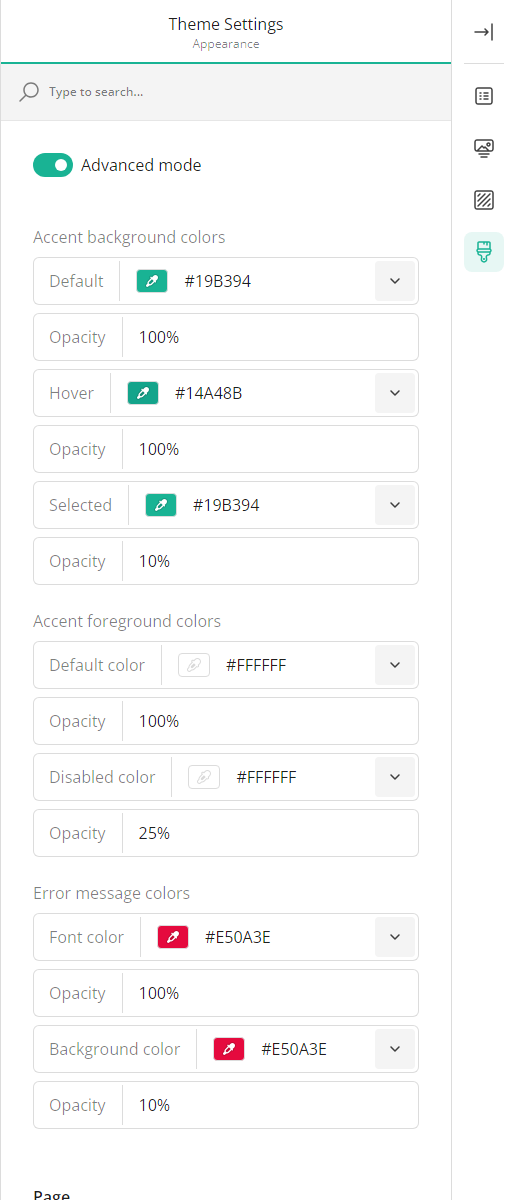 Theme Settings
Appearance
Type to search...
Advanced mode
Accent background colors
Default #19B394
Opacity 100%
Hover #14A48B
Opacity 100%
Selected #19B394
Opacity 10%
Accent foreground colors
Default color #FFFFFF
Opacity 100%
Disabled color #FFFFFF
Opacity 25%
Error message colors
Font color #E50A3E
Opacity 100%
Background color #E50A3E
Opacity 10%
Page